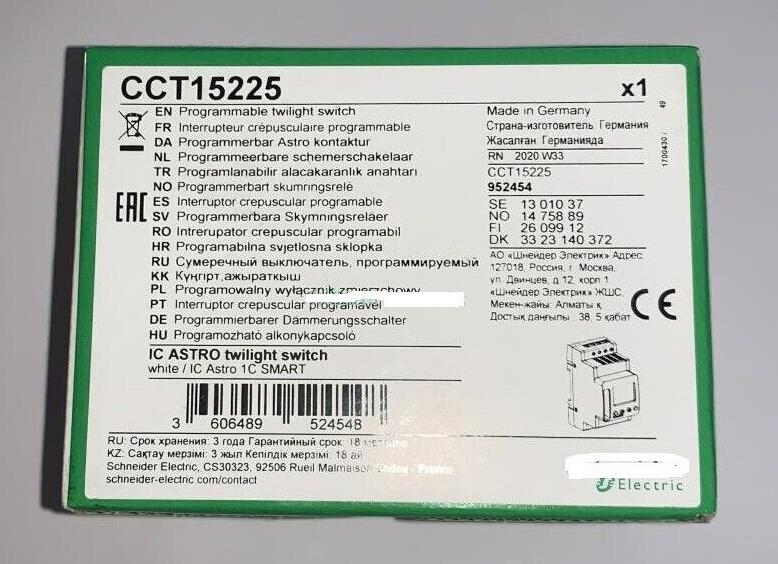 CCT15225
x1
EN Programmable twilight switch
FR Interrupteur crépusculaire programmable
DA Programmerbar Astro kontaktur
NL Programmeerbare schemerschakelaar
TR Programlanabilir alacakaranlık anahtarı
NO Programmerbart skumringsrelé
ES Interruptor crepuscular programable
SV Programmerbara Skymningsreläer
RO Intrerupator crepuscular programabil
HR Programabilna svjetlosna sklopka
RU Сумеречный выключатель, программируемый
KK Күңгірт,ажыраткыш
PL Programowalny wyłącznik zmierzchowy
PT Interruptor crepuscular programável
DE Programmierbarer Dämmerungsschalter
HU Programozható alkonykapcsoló
IC ASTRO twilight switch
white / IC Astro 1C SMART
3 606489 524548
Made in Germany
Страна-изготовитель Германия
Жасалған Германияда
RN 2020 W33
CCT15225
952454
SE 13 010 37
NO 14 758 89
FI 26 099 12
DK 33 23 140 372
АО «Шнейдер Электрик» Адрес:
127018, Россия, г. Москва,
ул. Двинцев, д.12, корп 1
«Шнейдер Электрик» ЖШС,
Мекен-жайы: Алматы қ
Достық даңғылы , 38, 5 қабат
49
1700430 /
EAC
CE
RU: Срок хранения: 3 года Гарантийный срок: 18
KZ: Сақтау мерзімі: 3 жыл Кепілдік мерзімі: 18 ай
Schneider Electric, CS30323, 92506 Rueil Malmaison - France
schneider-electric.com/contact
Electric